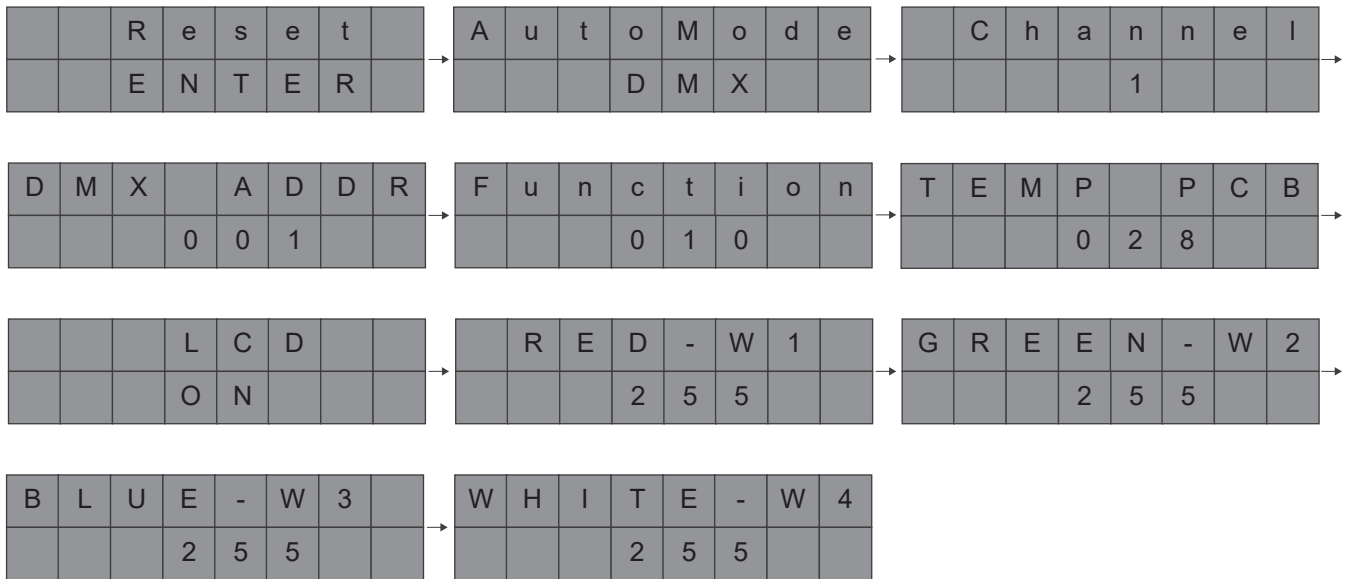 Reset
ENTER
AutoMode
DMX
Channel
1
DMX ADDR
001
Function
010
TEMP PCB
028
LCD
ON
RED-W1
255
GREEN-W2
255
BLUE-W3
255
WHITE-W4
255